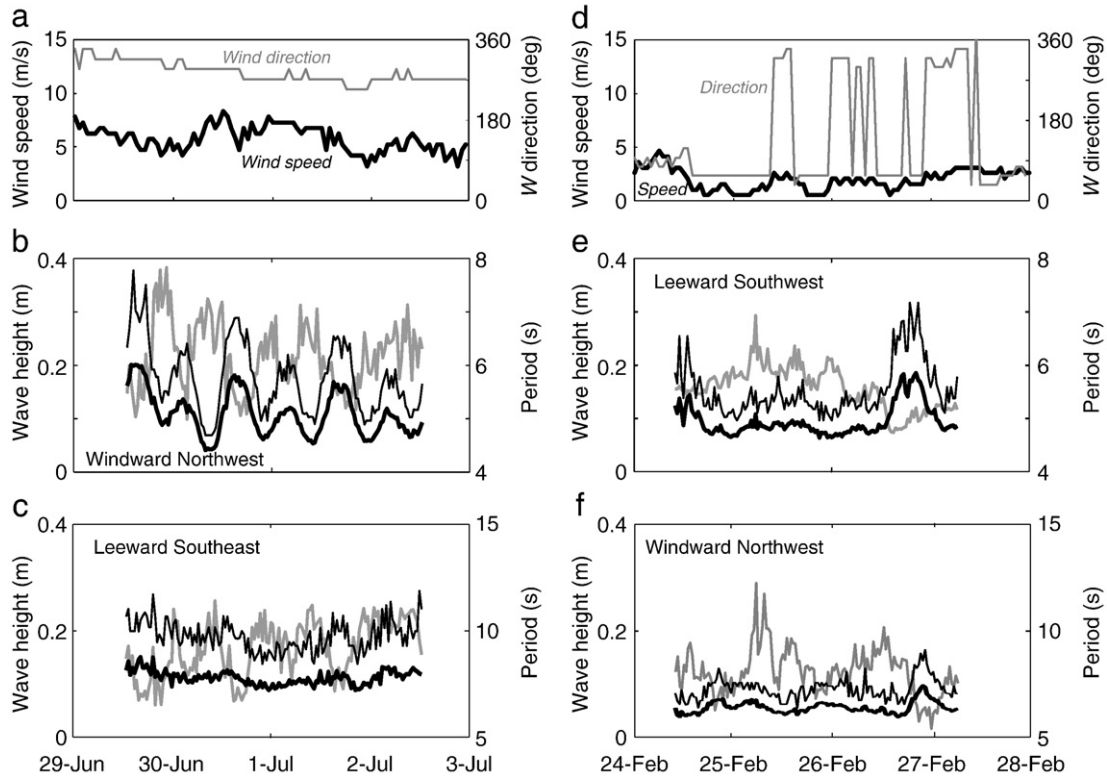 a
Wind speed (m/s)
15
10
5
0
Wind direction
Wind speed
360
180
0
W direction (deg)
b
Wave height (m)
0.4
0.2
0
Windward Northwest
8
6
4
Period (s)
c
Wave height (m)
0.4
0.2
0
Leeward Southeast
15
10
5
Period (s)
29-Jun 30-Jun 1-Jul 2-Jul 3-Jul
d
Wind speed (m/s)
15
10
5
0
Direction
Speed
360
180
0
W direction (deg)
e
Wave height (m)
0.4
0.2
0
Leeward Southwest
8
6
4
Period (s)
f
Wave height (m)
0.4
0.2
0
Windward Northwest
15
10
5
Period (s)
24-Feb 25-Feb 26-Feb 27-Feb 28-Feb